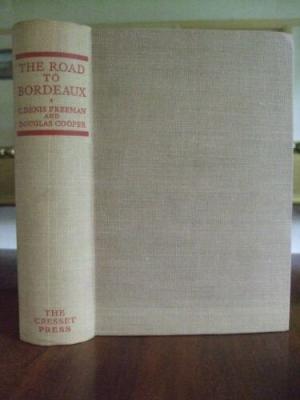 THE ROAD
TO
BORDEAUX
C. DENIS FREEMAN
AND
DOUGLAS COOPER
THE
CRESSET
PRESS